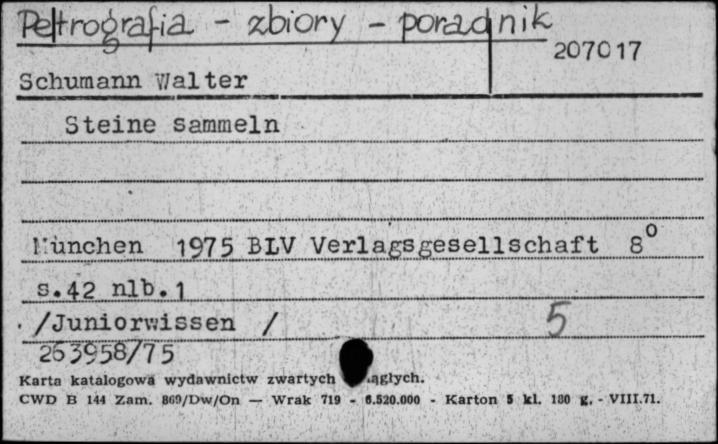 Petrografia - zbiory - poradnik
207017
Schumann Walter
Steine sammeln
München 1975 BLV Verlagsgesellschaft 8°
s.42 nlb.1
/Juniorwissen / 5
263958/75
Karta katalogowa wydawnictw zwartych
CWD B 144 Zam. 869/Dw/On — Wrak 719 - 6.520.000 - Karton 5 kl. 180 g. - VIII.71.